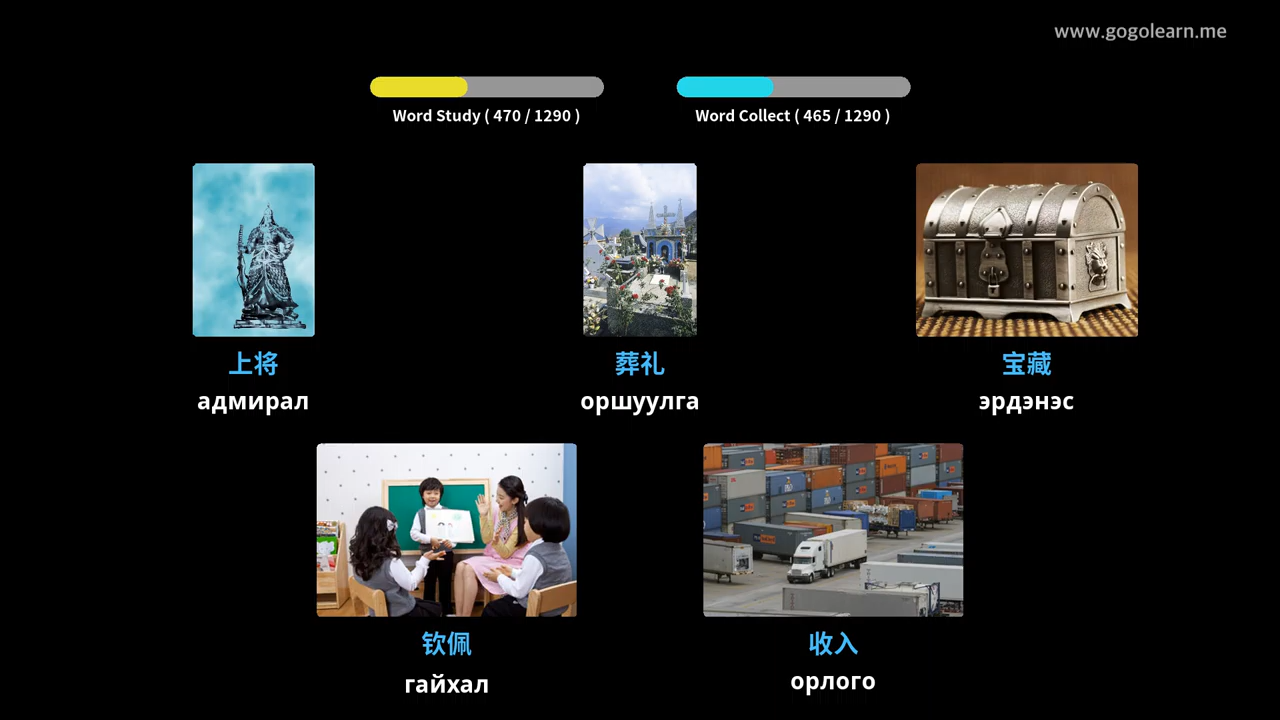 www.gogolearn.me
Word Study ( 470 / 1290 )
Word Collect ( 465 / 1290 )
上将
адмирал
葬礼
оршуулга
宝藏
эрдэнэс
钦佩
гайхал
收入
орлого